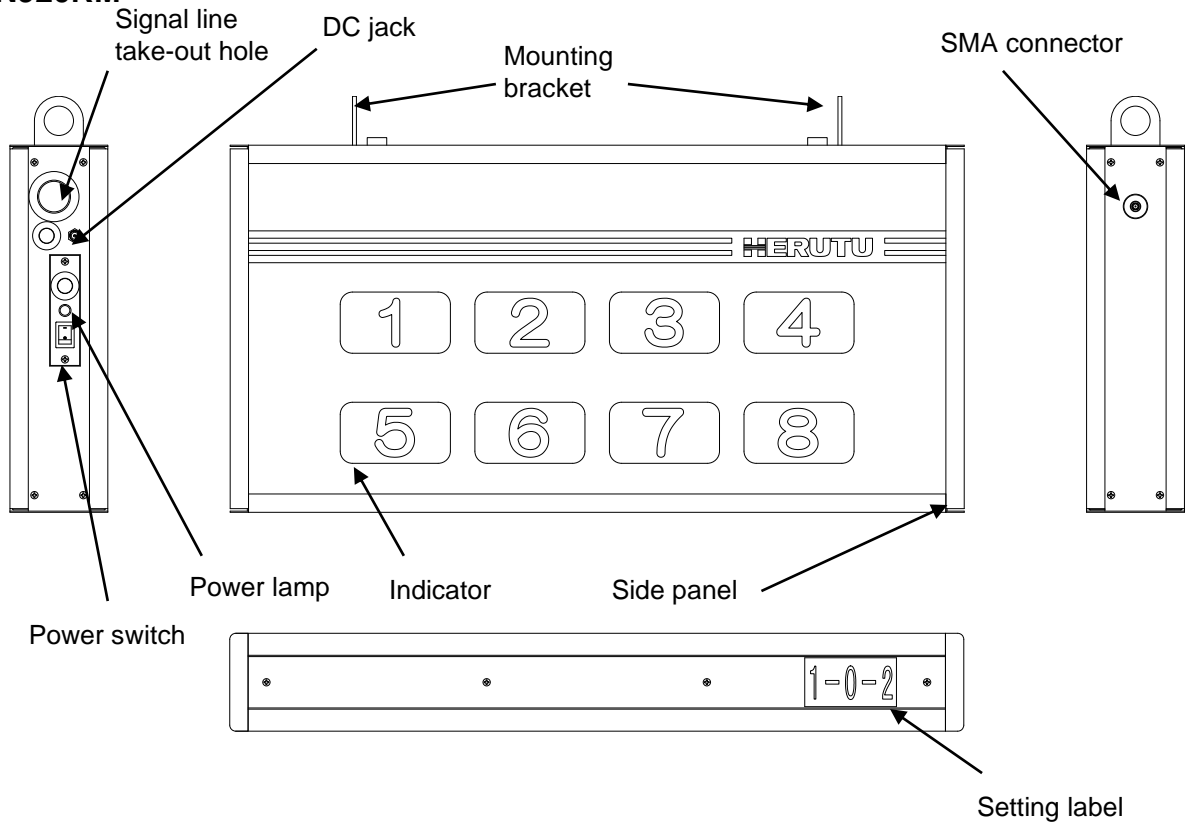 Signal line
take-out hole
DC jack
Mounting
bracket
SMA connector
HERUTU
1 2 3 4
5 6 7 8
Power lamp
Indicator
Side panel
Power switch
1-0-2
Setting label